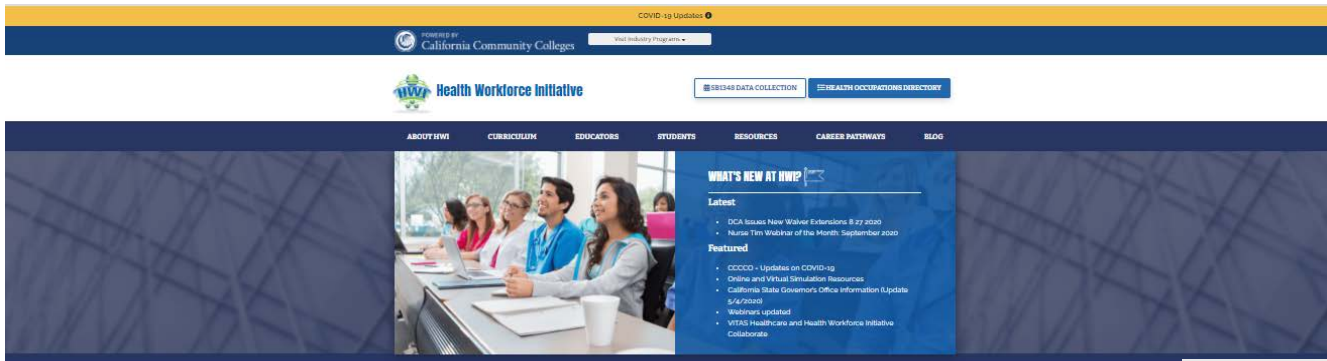 COVID-19 Updates
POWERED BY
California Community Colleges
Visit Industry Programs
HWI
Health Workforce Initiative
SB1348 DATA COLLECTION
HEALTH OCCUPATIONS DIRECTORY
ABOUT HWI CURRICULUM EDUCATORS STUDENTS RESOURCES CAREER PATHWAYS BLOG
WHAT'S NEW AT HWI?
Latest
• DCA Issues New Waiver Extensions 8 27 2020
• Nurse Tim Webinar of the Month: September 2020
Featured
• CCCCO - Updates on COVID-19
• Online and Virtual Simulation Resources
• California State Governor's Office Information (Update
5/4/2020)
• Webinars updated
• VITAS Healthcare and Health Workforce Initiative
Collaborate